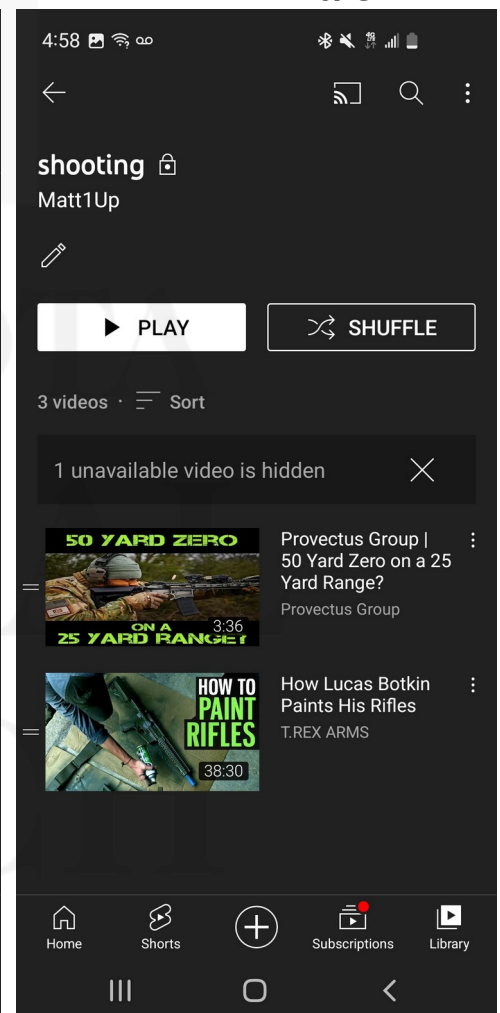 4:58
shooting
Matt1Up
PLAY
SHUFFLE
3 videos · Sort
1 unavailable video is hidden
50 YARD ZERO
ON A
25 YARD RANGE?
3:36
Provectus Group |
50 Yard Zero on a 25
Yard Range?
Provectus Group
HOW TO
PAINT
RIFLES
38:30
How Lucas Botkin
Paints His Rifles
T.REX ARMS
Home
Shorts
Subscriptions
Library